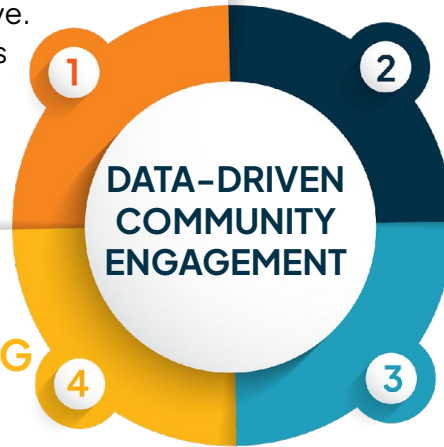 ve.
s
1
2
DATA-DRIVEN
COMMUNITY
ENGAGEMENT
G
4
3